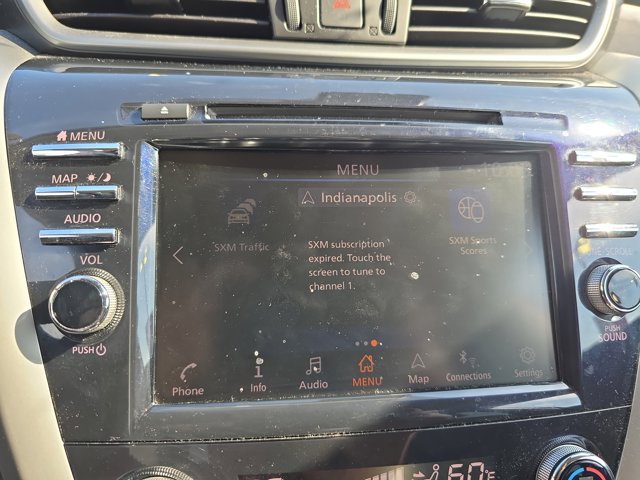 MENU
MENU
MAP
Indianapolis
AUDIO
SXM Traffic
SXM Sports
Scores
SXM subscription
expired. Touch the
screen to tune to
channel 1.
VOL
PUSH
PUSH
SOUND
Phone
Info
Audio
MENU
Map
Connections
Settings
60°F